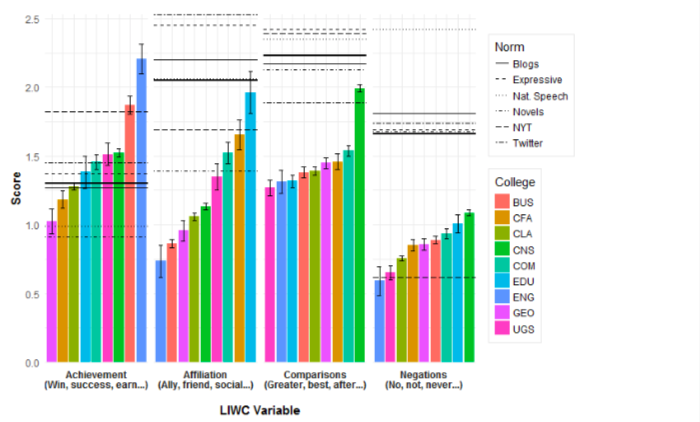 2.5
2.0
1.5
1.0
0.5
0.0
Score
Achievement
(Win, success, earn...)
Affiliation
(Ally, friend, social...)
Comparisons
(Greater, best, after...)
Negations
(No, not, never...)
LIWC Variable
Norm
Blogs
Expressive
Nat. Speech
Novels
NYT
Twitter
College
BUS
CFA
CLA
CNS
COM
EDU
ENG
GEO
UGS